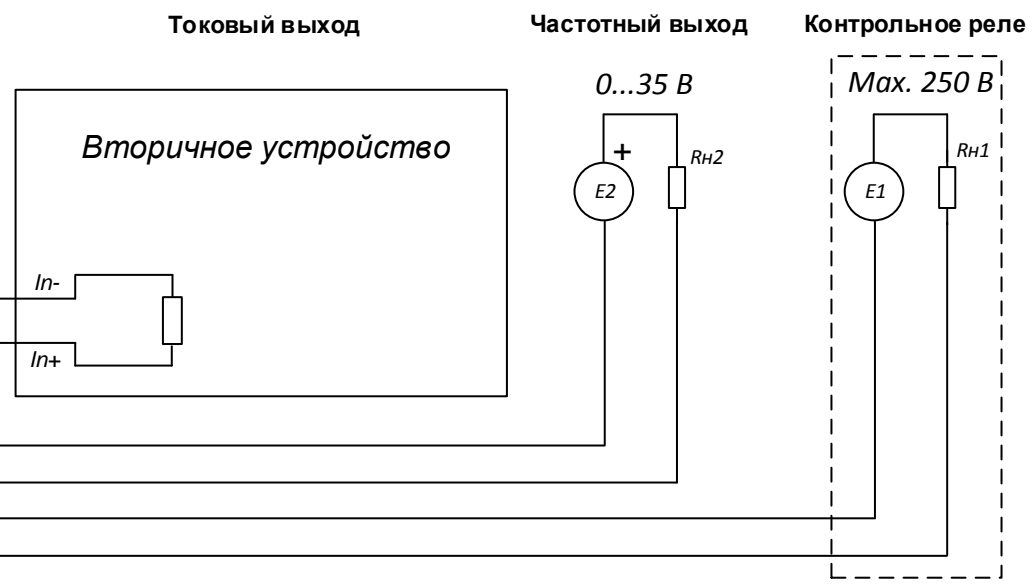 Токовый выход
Частотный выход
Контрольное реле
Вторичное устройство
In-
In+
0...35 В
+
E2
Rн2
Max. 250 В
E1
Rн1